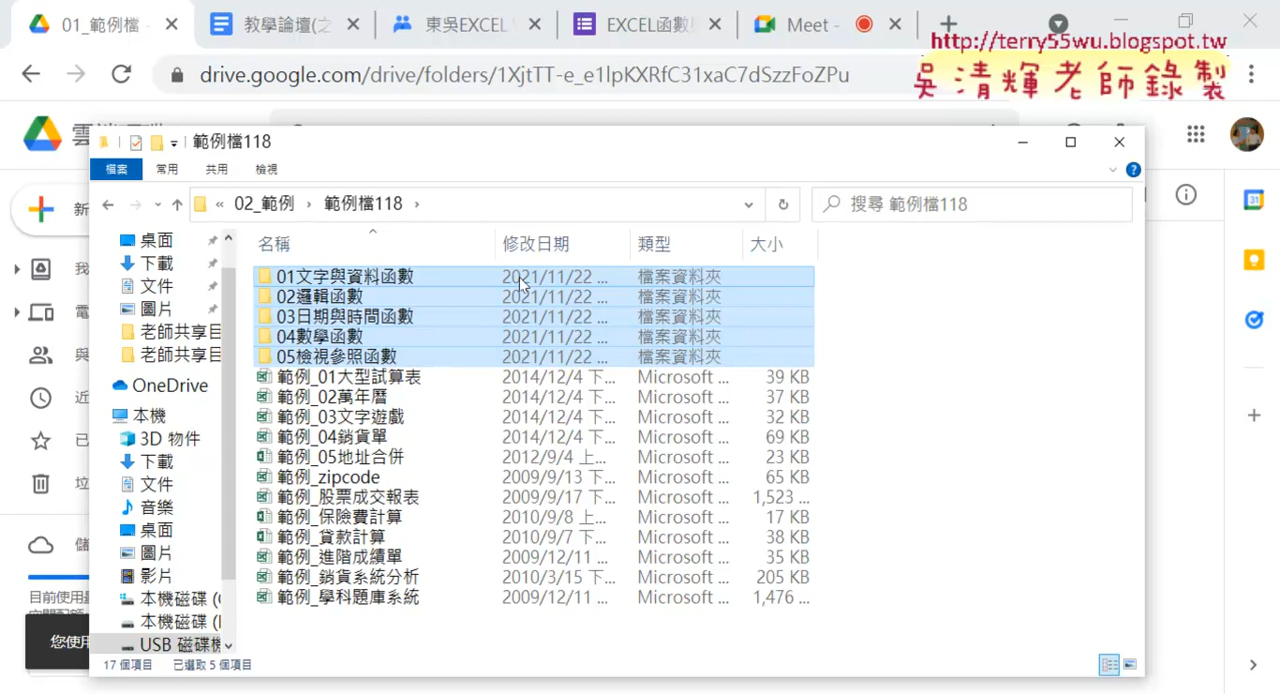 01_範例檔 -
教學論壇(之
東吳EXCEL
EXCEL函數
Meet -
http://terry55wu.blogspot.tw
drive.google.com/drive/folders/1XjtTT-e_e1lpKXRfC31xaC7dSzzFoZPu
吳清輝老師錄製
範例檔118
檔案
常用
共用
檢視
« 02_範例 › 範例檔118 ›
搜尋 範例檔118
新
名稱
修改日期
類型
大小
桌面
下載
文件
圖片
老師共享目
老師共享目
OneDrive
本機
3D 物件
下載
文件
音樂
桌面
圖片
影片
本機磁碟 (
本機磁碟 (
USB 磁碟機
01文字與資料函數 2021/11/22 ... 檔案資料夾
02邏輯函數 2021/11/22 ... 檔案資料夾
03日期與時間函數 2021/11/22 ... 檔案資料夾
04數學函數 2021/11/22 ... 檔案資料夾
05檢視參照函數 2021/11/22 ... 檔案資料夾
範例_01大型試算表 2014/12/4 下... Microsoft ... 39 KB
範例_02萬年曆 2014/12/4 下... Microsoft ... 37 KB
範例_03文字遊戲 2014/12/4 下... Microsoft ... 32 KB
範例_04銷貨單 2014/12/4 下... Microsoft ... 69 KB
範例_05地址合併 2012/9/4 上... Microsoft ... 23 KB
範例_zipcode 2009/9/13 下... Microsoft ... 65 KB
範例_股票成交報表 2009/9/17 下... Microsoft ... 1,523 ...
範例_保險費計算 2010/9/8 上... Microsoft ... 17 KB
範例_貸款計算 2010/9/7 下... Microsoft ... 38 KB
範例_進階成績單 2009/12/11 ... Microsoft ... 35 KB
範例_銷貨系統分析 2010/3/15 下... Microsoft ... 205 KB
範例_學科題庫系統 2009/12/11 ... Microsoft ... 1,476 ...
目前使用
您使用
17 個項目 已選取 5 個項目
31